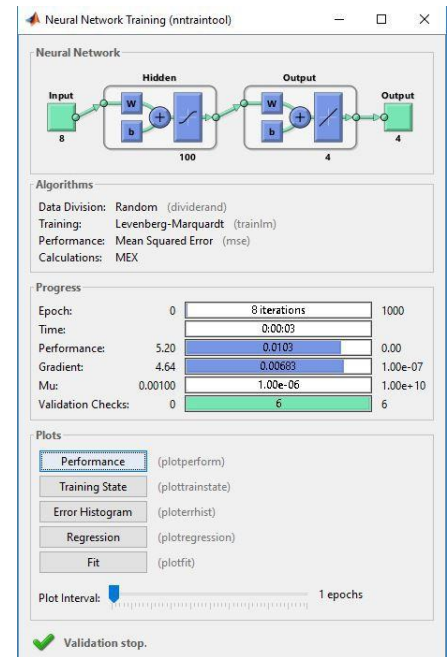 Neural Network Training (nntraintool)
Neural Network
Hidden Output
Input Output
W W
+ +
b b
8 4
100 4
Algorithms
Data Division: Random (dividerand)
Training: Levenberg-Marquardt (trainlm)
Performance: Mean Squared Error (mse)
Calculations: MEX
Progress
Epoch: 0 8 iterations 1000
Time: 0:00:03
Performance: 5.20 0.0103 0.00
Gradient: 4.64 0.00683 1.00e-07
Mu: 0.00100 1.00e-06 1.00e+10
Validation Checks: 0 6 6
Plots
Performance (plotperform)
Training State (plottrainstate)
Error Histogram (ploterrhist)
Regression (plotregression)
Fit (plotfit)
Plot Interval: 1 epochs
Validation stop.